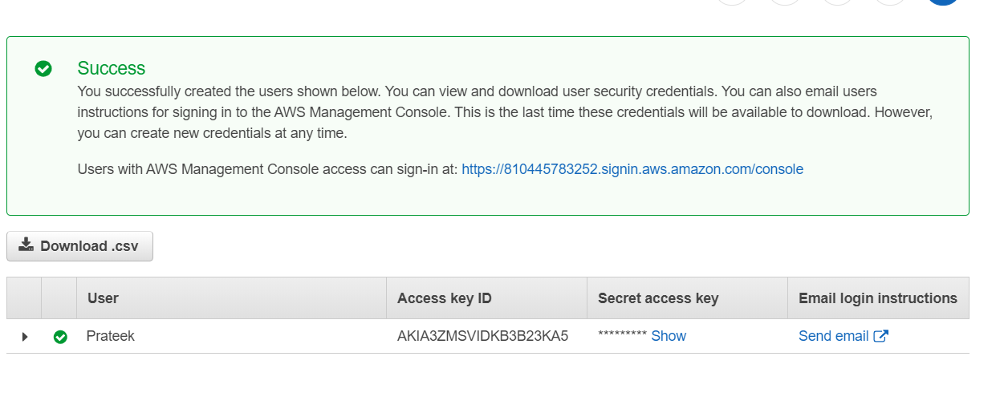 Success
You successfully created the users shown below. You can view and download user security credentials. You can also email users
instructions for signing in to the AWS Management Console. This is the last time these credentials will be available to download. However,
you can create new credentials at any time.
Users with AWS Management Console access can sign-in at: https://810445783252.signin.aws.amazon.com/console
Download .csv
User Access key ID Secret access key Email login instructions
Prateek AKIA3ZMSVIDKB3B23KA5 ********* Show Send email